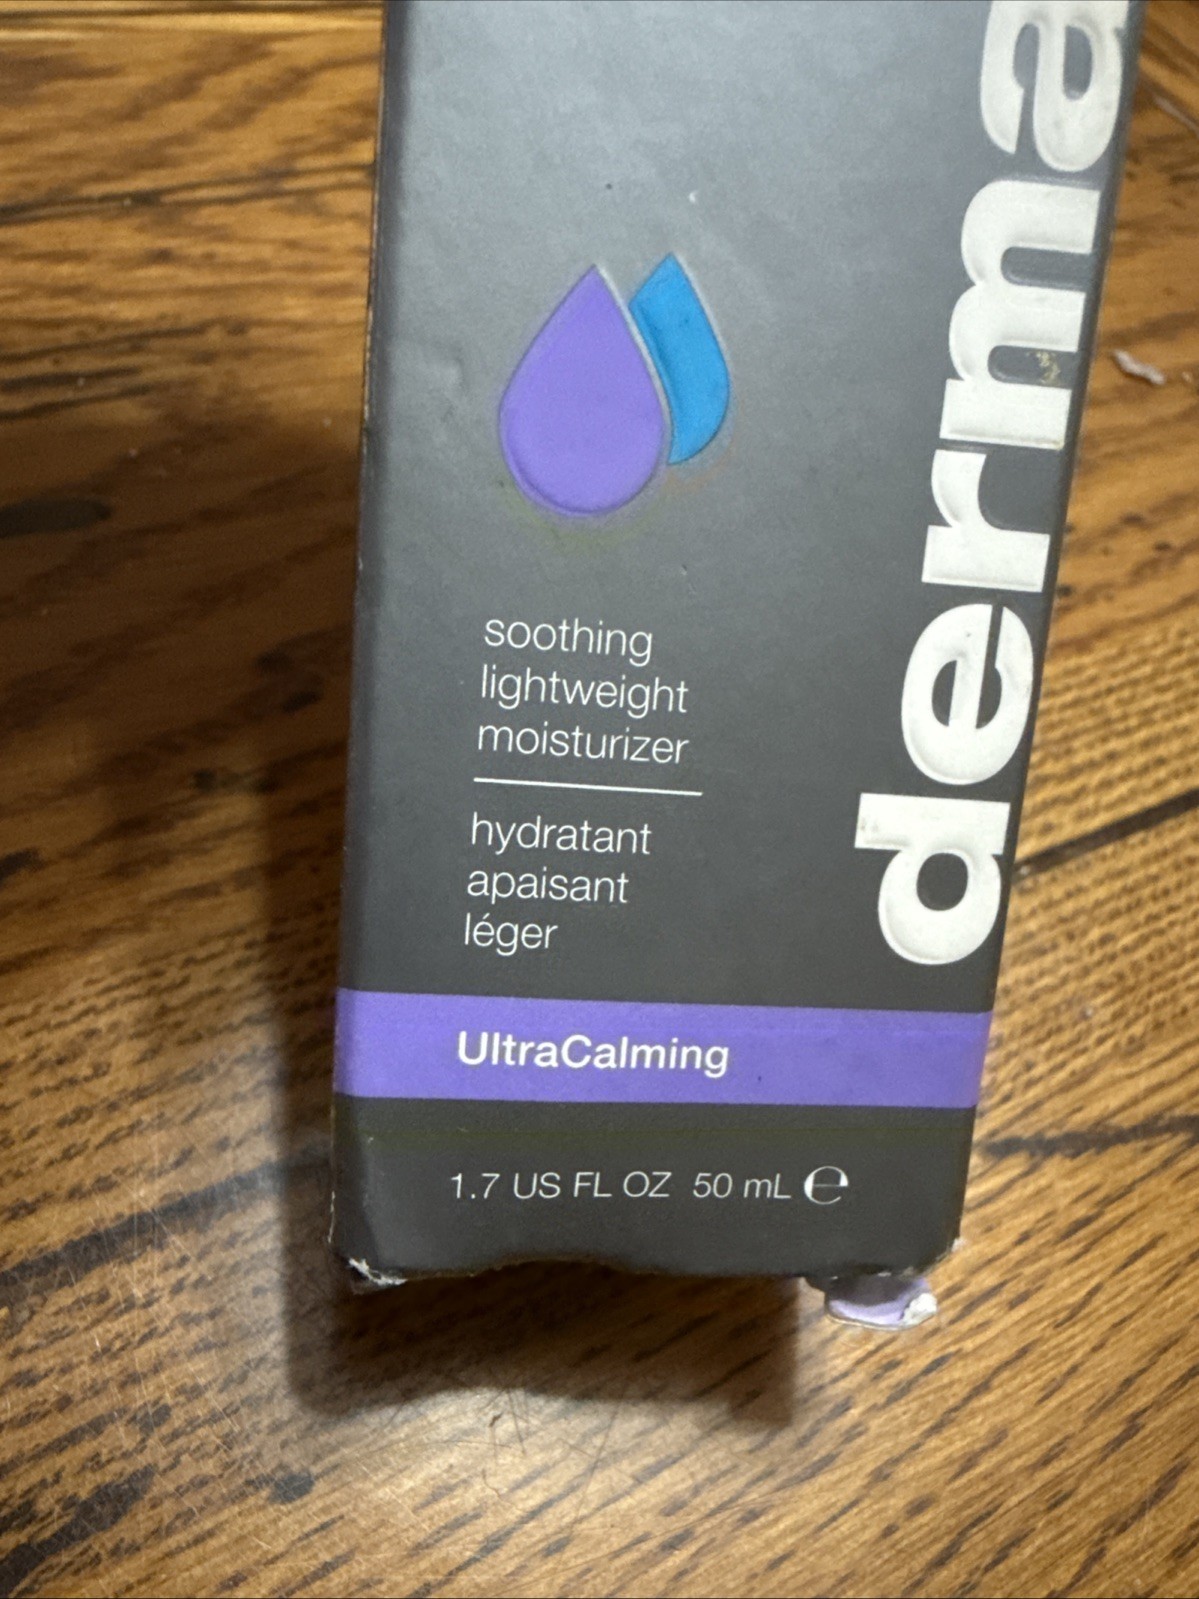 derma
soothing
lightweight
moisturizer
hydratant
apaisant
léger
UltraCalming
1.7 US FL OZ 50 mL ℮